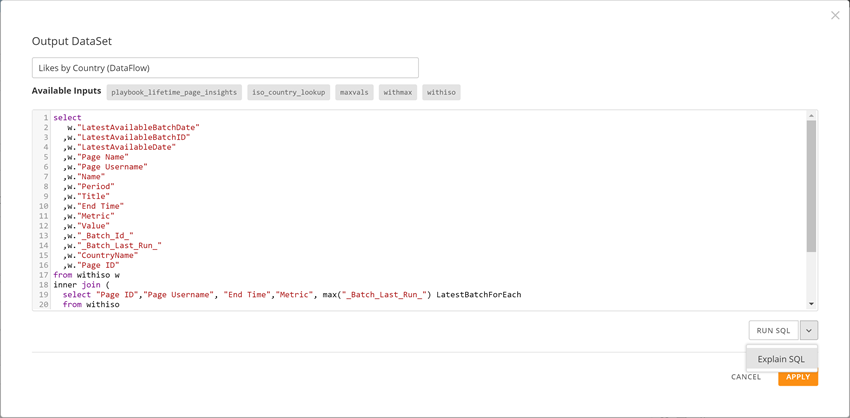 Output DataSet
Likes by Country (DataFlow)
Available Inputs playbook_lifetime_page_insights iso_country_lookup maxvals withmax withiso
1 select
2 w."LatestAvailableBatchDate"
3 ,w."LatestAvailableBatchID"
4 ,w."LatestAvailableDate"
5 ,w."Page Name"
6 ,w."Page Username"
7 ,w."Name"
8 ,w."Period"
9 ,w."Title"
10 ,w."End Time"
11 ,w."Metric"
12 ,w."Value"
13 ,w."_Batch_Id_"
14 ,w."_Batch_Last_Run_"
15 ,w."CountryName"
16 ,w."Page ID"
17 from withiso w
18 inner join (
19 select "Page ID","Page Username", "End Time","Metric", max("_Batch_Last_Run_") LatestBatchForEach
20 from withiso
RUN SQL
Explain SQL
CANCEL APPLY